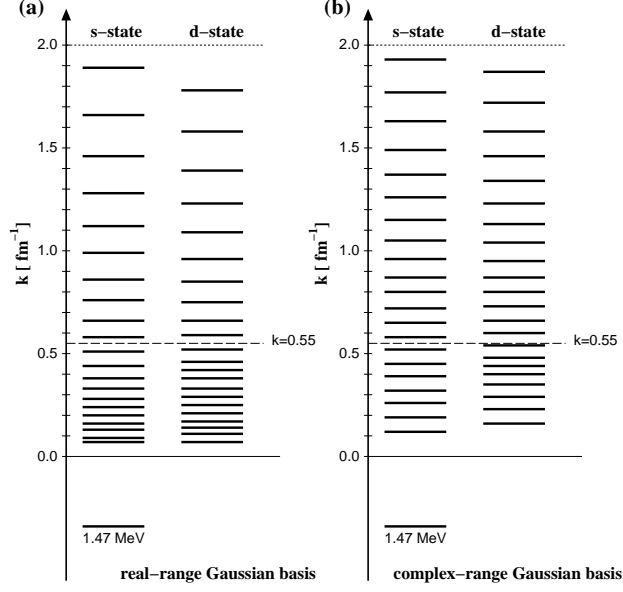 (a)
s−state
d−state
2.0
1.5
1.0
0.5
0.0
k [ fm⁻¹]
k=0.55
1.47 MeV
real−range Gaussian basis
(b)
s−state
d−state
2.0
1.5
1.0
0.5
0.0
k [ fm⁻¹]
k=0.55
1.47 MeV
complex−range Gaussian basis